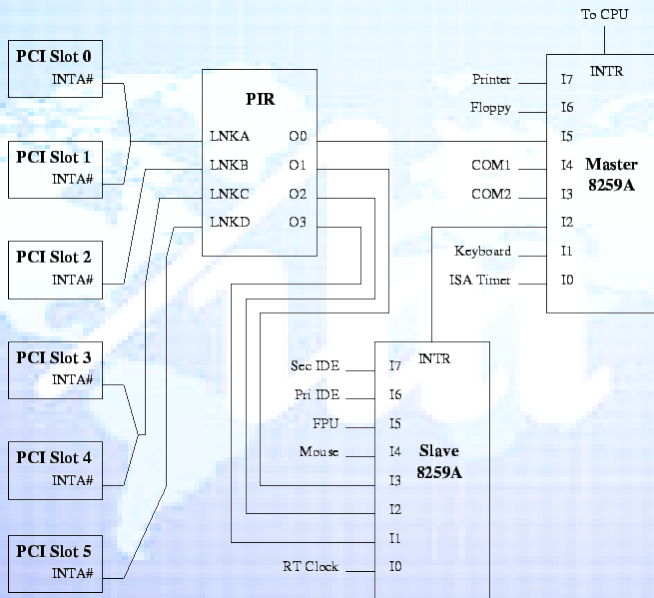 To CPU
PCI Slot 0
INTA#
PCI Slot 1
INTA#
PCI Slot 2
INTA#
PCI Slot 3
INTA#
PCI Slot 4
INTA#
PCI Slot 5
INTA#
PIR
LNKA O0
LNKB O1
LNKC O2
LNKD O3
INTR
Printer I7
Floppy I6
I5
COM1 I4
COM2 I3
I2
Keyboard I1
ISA Timer I0
Master
8259A
INTR
Sec IDE I7
Pri IDE I6
FPU I5
Mouse I4
I3
I2
I1
RT Clock I0
Slave
8259A